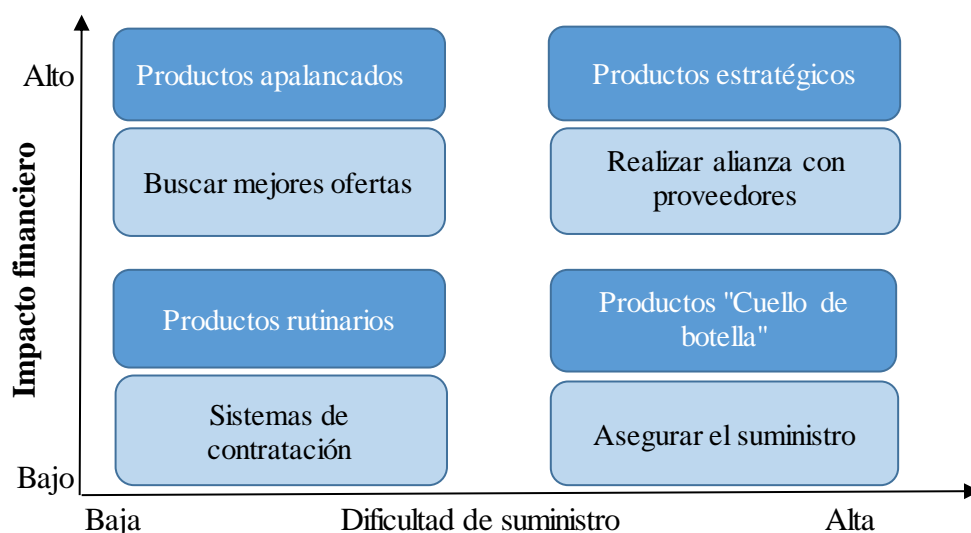 Alto
Productos apalancados
Productos estratégicos
Buscar mejores ofertas
Realizar alianza con
proveedores
Impacto financiero
Productos rutinarios
Productos "Cuello de
botella"
Sistemas de
contratación
Asegurar el suministro
Bajo
Baja
Dificultad de suministro
Alta